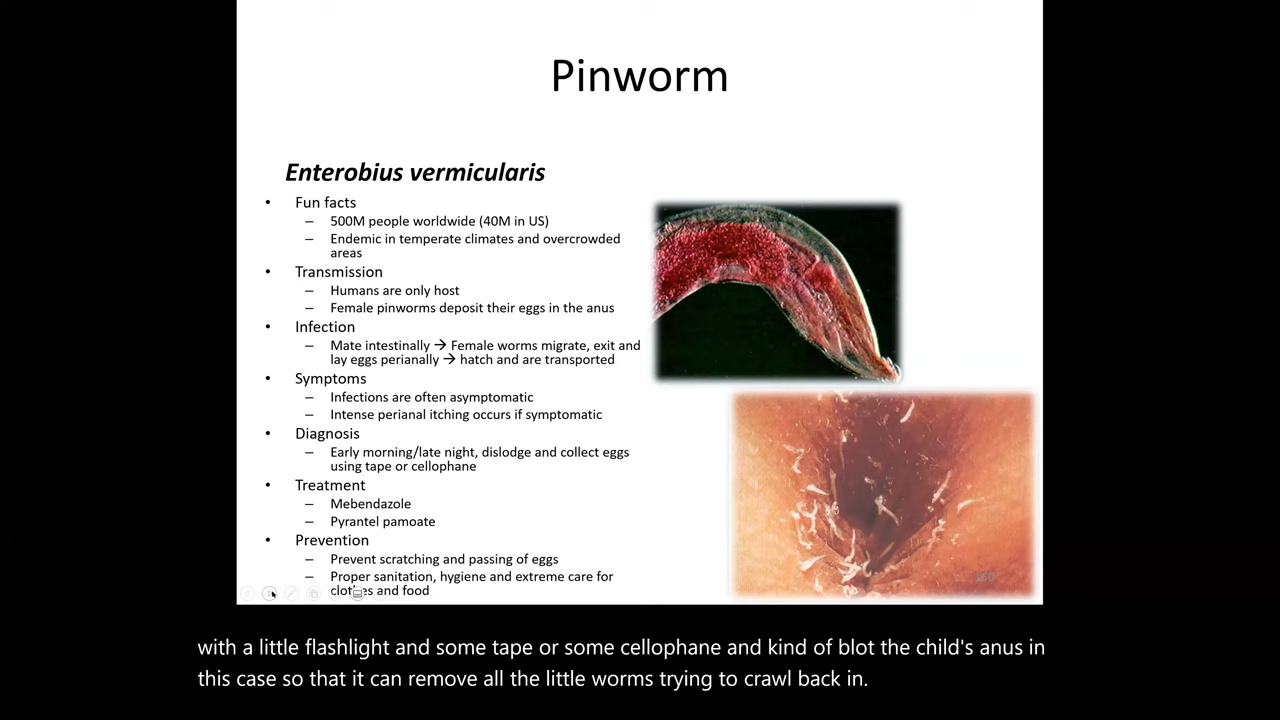 Pinworm
Enterobius vermicularis
• Fun facts
– 500M people worldwide (40M in US)
– Endemic in temperate climates and overcrowded
areas
• Transmission
– Humans are only host
– Female pinworms deposit their eggs in the anus
• Infection
– Mate intestinally → Female worms migrate, exit and
lay eggs perianally → hatch and are transported
• Symptoms
– Infections are often asymptomatic
– Intense perianal itching occurs if symptomatic
• Diagnosis
– Early morning/late night, dislodge and collect eggs
using tape or cellophane
• Treatment
– Mebendazole
– Pyrantel pamoate
• Prevention
– Prevent scratching and passing of eggs
– Proper sanitation, hygiene and extreme care for
clothes and food
160
with a little flashlight and some tape or some cellophane and kind of blot the child's anus in
this case so that it can remove all the little worms trying to crawl back in.